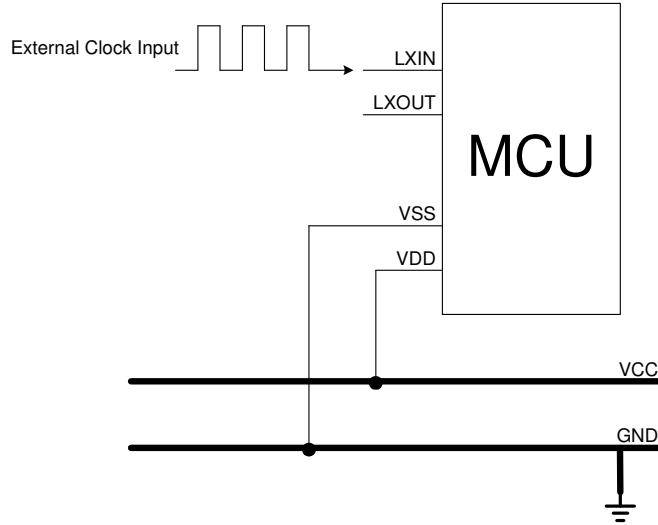 External Clock Input
LXIN
LXOUT
MCU
VSS
VDD
VCC
GND